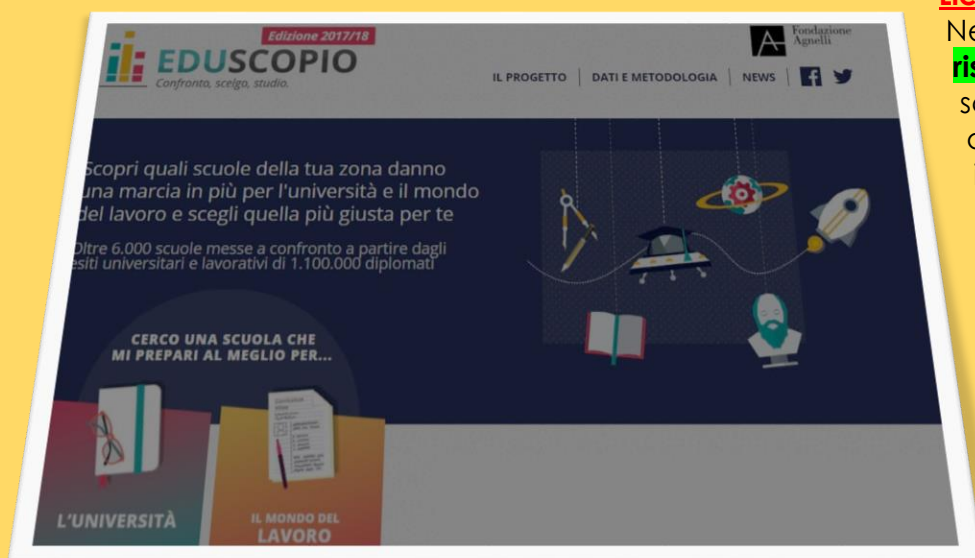 Edizione 2017/18
EDUSCOPIO
Confronta, scelgo, studio.
Fondazione
Agnelli
IL PROGETTO | DATI E METODOLOGIA | NEWS
Scopri quali scuole della tua zona danno
una marcia in più per l'università e il mondo
del lavoro e scegli quella più giusta per te
Oltre 6.000 scuole messe a confronto a partire dagli
esiti universitari e lavorativi di 1.100.000 diplomati
CERCO UNA SCUOLA CHE
MI PREPARI AL MEGLIO PER...
L'UNIVERSITÀ
IL MONDO DEL
LAVORO